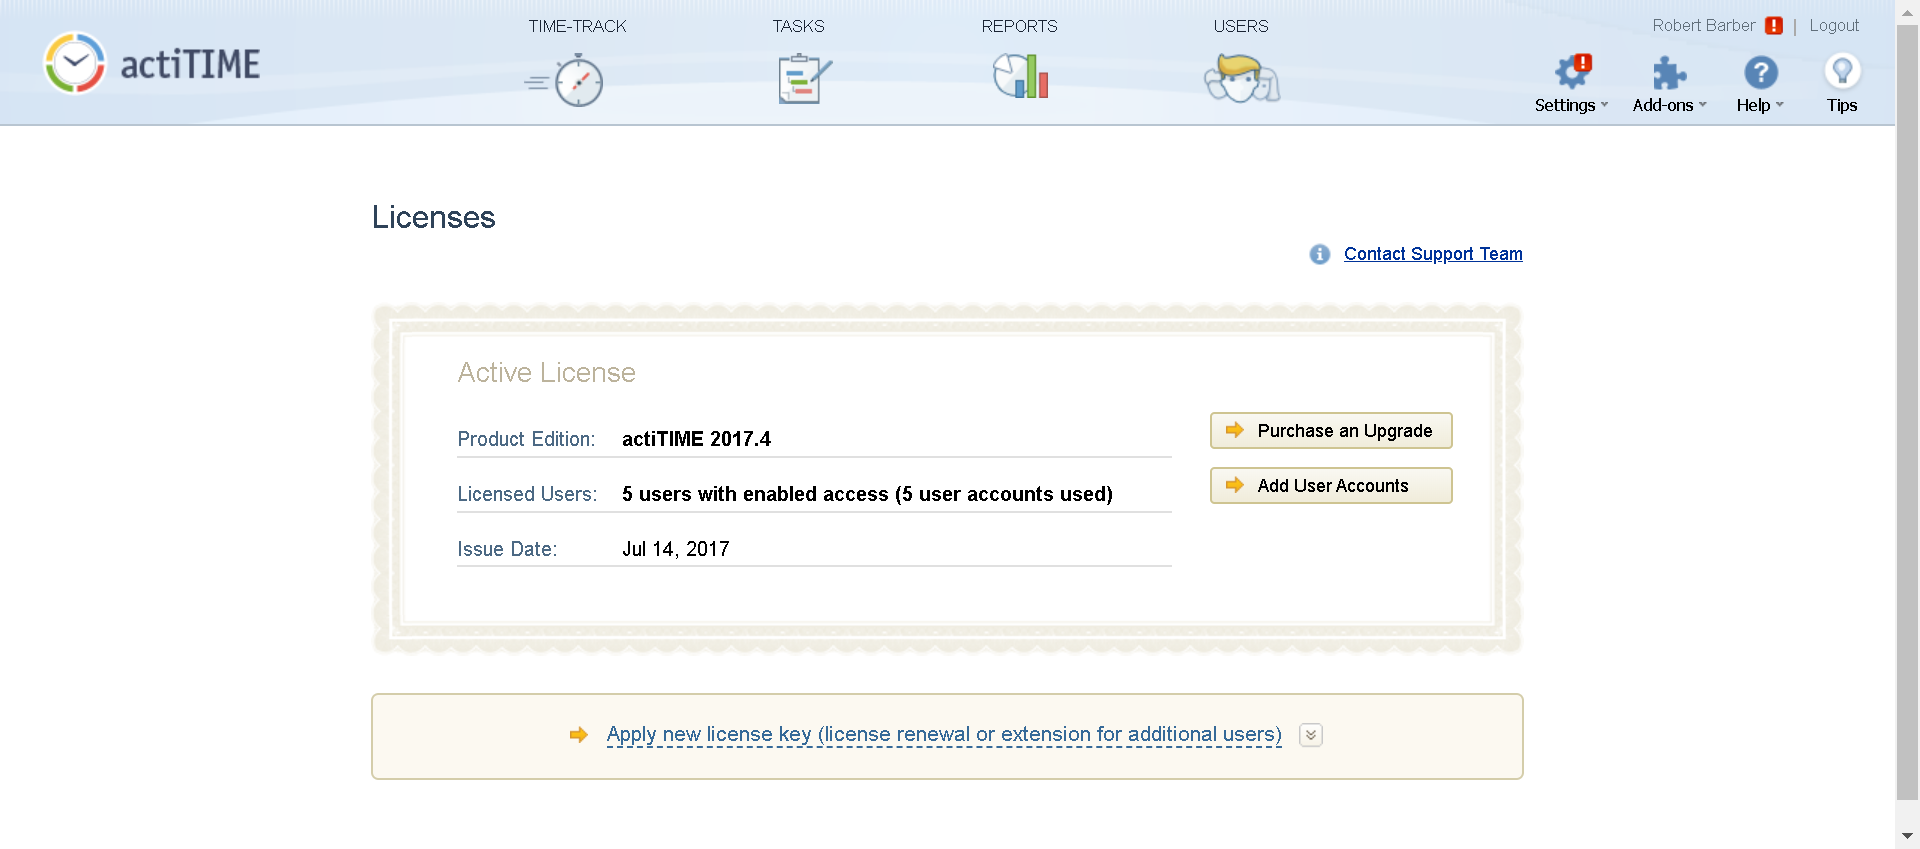 TIME-TRACK
TASKS
REPORTS
USERS
Robert Barber ! | Logout
actiTIME
Settings
Add-ons
Help
Tips
Licenses
Contact Support Team
Active License
Product Edition: actiTIME 2017.4
Purchase an Upgrade
Licensed Users: 5 users with enabled access (5 user accounts used)
Add User Accounts
Issue Date: Jul 14, 2017
Apply new license key (license renewal or extension for additional users)